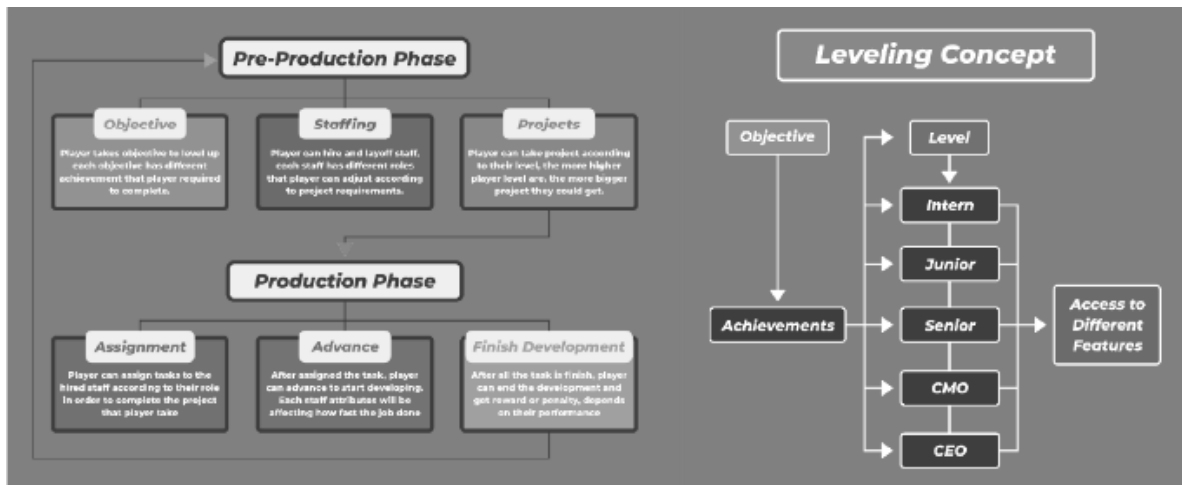 Pre-Production Phase
Objective
Player takes objective to level up
each objective has different
achievement that player required
to complete.
Staffing
Player can hire and layoff staff,
each staff has different roles
that player can adjust according
to project requirements.
Projects
Player can take project according
to their level, the more higher
player level are, the more bigger
project they could get.
Production Phase
Assignment
Player can assign tasks to the
hired staff according to their role
in order to complete the project
that player take
Advance
After assigned the task, player
can advance to start developing.
Each staff attributes will be
affecting how fast the job done
Finish Development
After all the task is finish, player
can end the development and
get reward or penalty, depends
on their performance
Leveling Concept
Objective
Level
Intern
Junior
Achievements
Senior
CMO
CEO
Access to
Different
Features